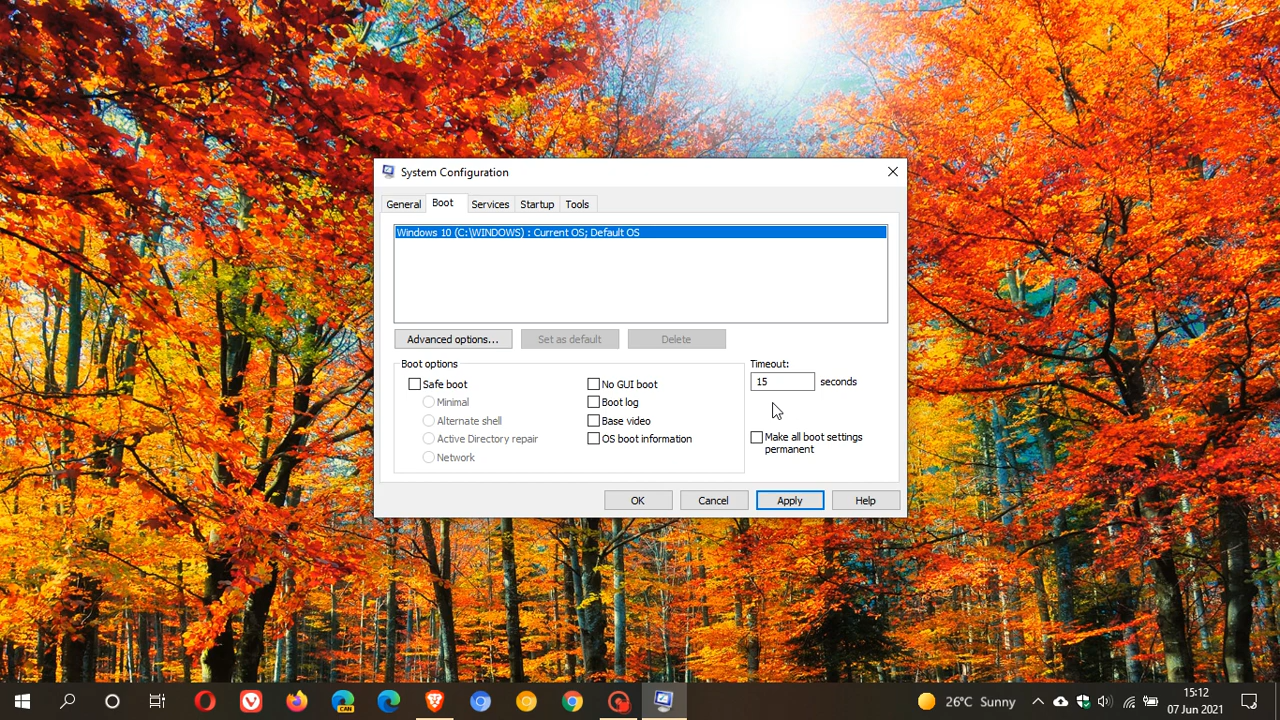 System Configuration
General Boot Services Startup Tools
Windows 10 (C:\WINDOWS) : Current OS; Default OS
Advanced options... Set as default Delete
Boot options
Timeout:
15 seconds
Safe boot No GUI boot
Minimal Boot log
Alternate shell Base video
Active Directory repair OS boot information
Network
Make all boot settings
permanent
OK Cancel Apply Help
CAN
26°C Sunny
15:12
07 Jun 2021